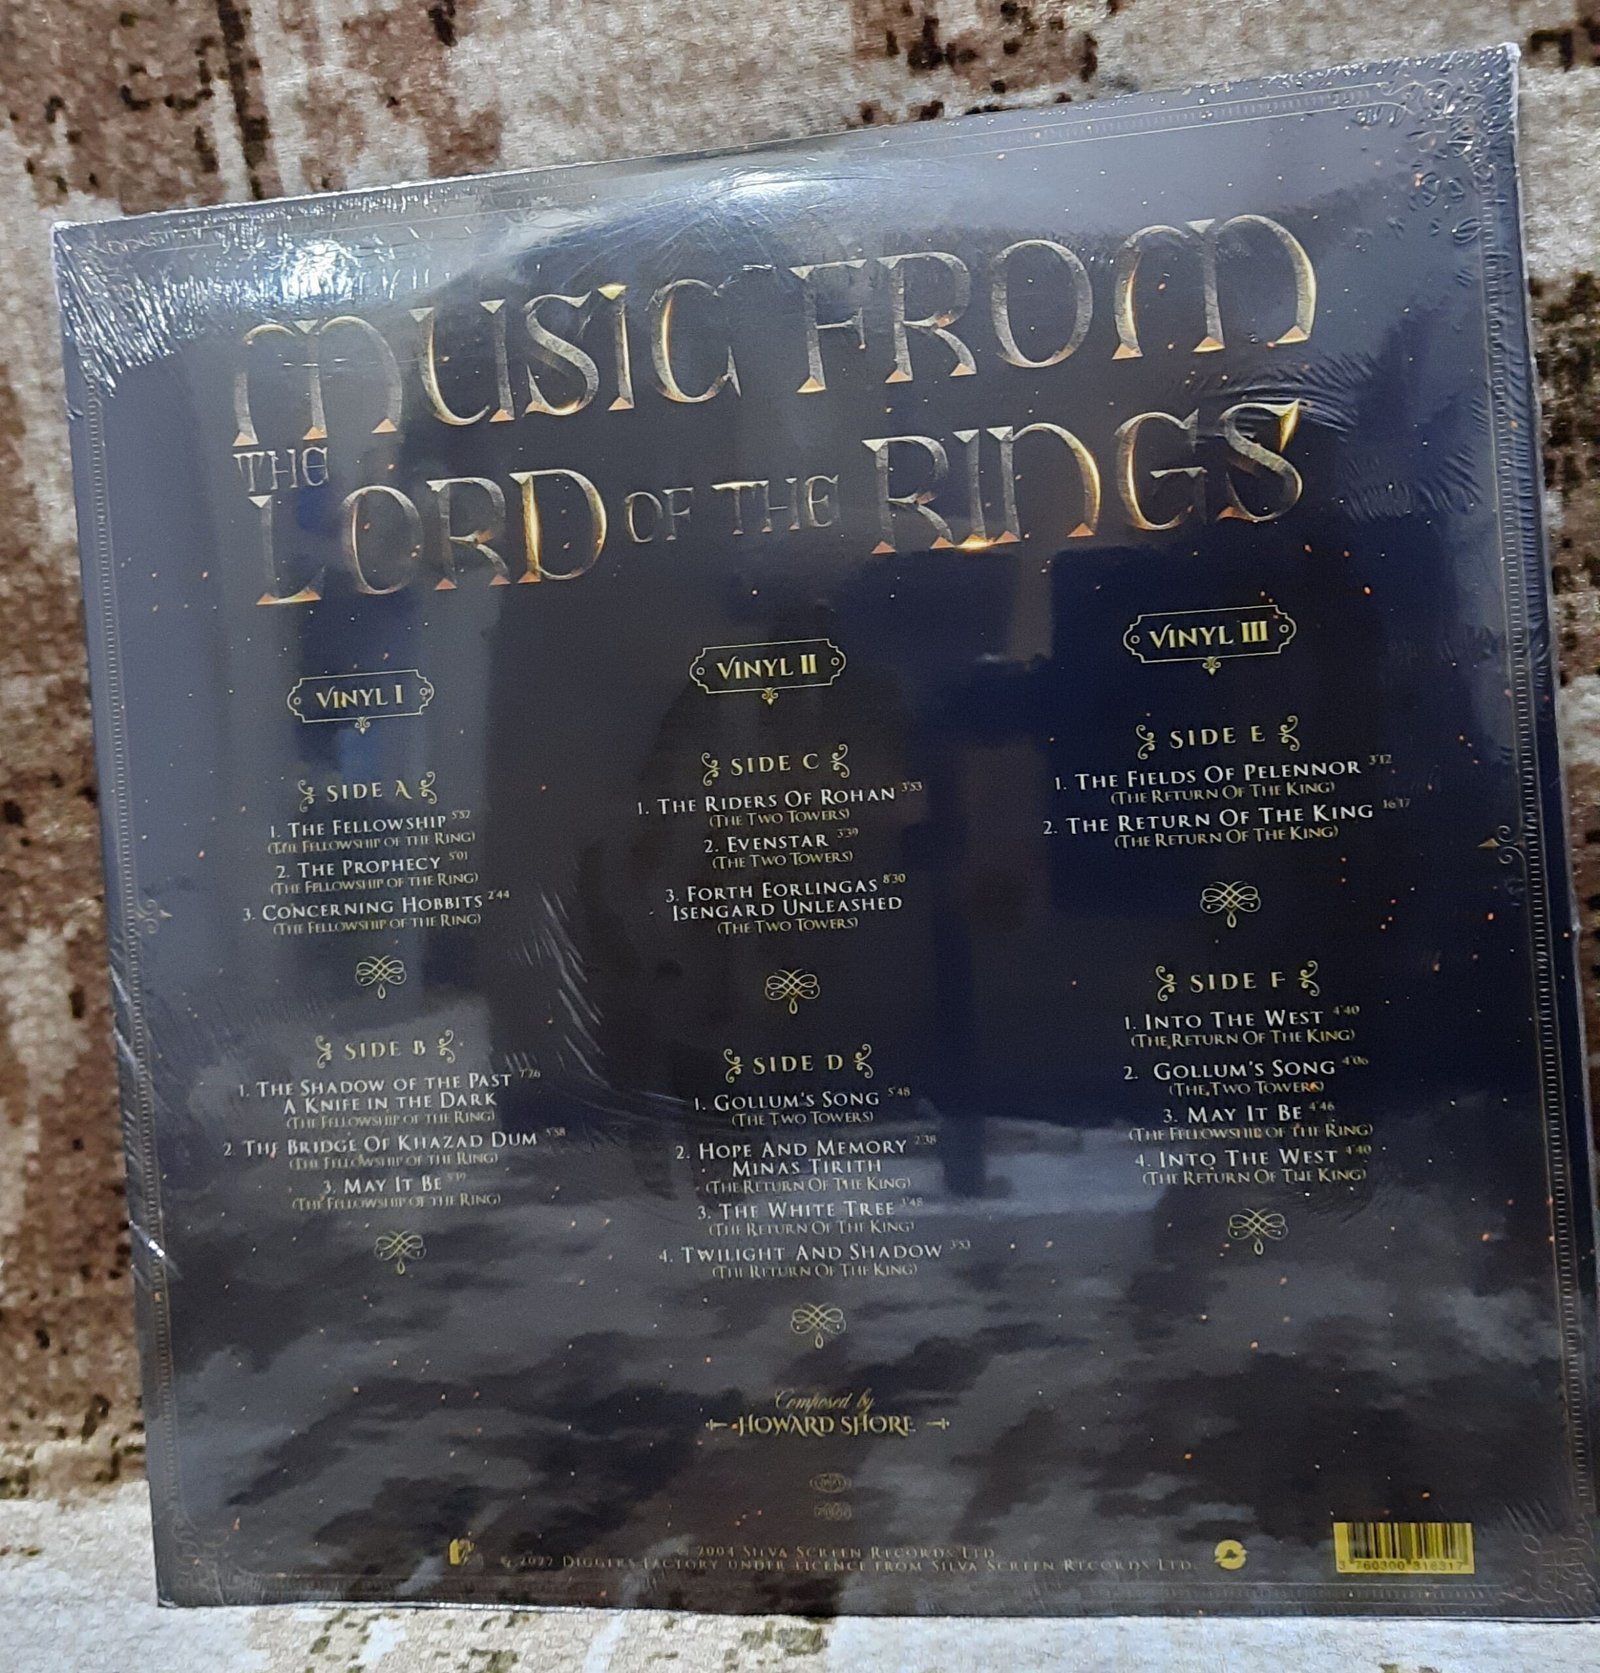 MUSIC FROM
THE
LORD OF THE RINGS
VINYL I
SIDE A
1. THE FELLOWSHIP 5'52
(THE FELLOWSHIP OF THE RING)
2. THE PROPHECY 5'01
(THE FELLOWSHIP OF THE RING)
3. CONCERNING HOBBITS 2'44
(THE FELLOWSHIP OF THE RING)
SIDE B
1. THE SHADOW OF THE PAST 7'26
A KNIFE IN THE DARK
(THE FELLOWSHIP OF THE RING)
2 THE BRIDGE OF KHAZAD DUM
(THE FELLOWSHIP OF THE RING)
3. MAY IT BE
(THE FELLOWSHIP OF THE RING)
VINYL II
SIDE C
1. THE RIDERS OF ROHAN 3'53
(THE TWO TOWERS)
2. EVENSTAR 3'39
(THE TWO TOWERS)
3. FORTH EORLINGAS 8'30
ISENGARD UNLEASHED
(THE TWO TOWERS)
SIDE D
1. GOLLUM'S SONG 5'48
(THE TWO TOWERS)
2. HOPE AND MEMORY 2'38
MINAS TIRITH
(THE RETURN OF THE KING)
3. THE WHITE TREE
(THE RETURN OF THE KING)
4. TWILIGHT AND SHADOW 3'53
(THE RETURN OF THE KING)
VINYL III
SIDE E
1. THE FIELDS OF PELENNOR 3'12
(THE RETURN OF THE KING)
2. THE RETURN OF THE KING 16'17
(THE RETURN OF THE KING)
SIDE F
1. INTO THE WEST 4'40
(THE RETURN OF THE KING)
2. GOLLUM'S SONG 4'06
(THE TWO TOWERS)
3. MAY IT BE 4'46
(THE FELLOWSHIP OF THE RING)
4. INTO THE WEST 4'40
(THE RETURN OF THE KING)
Composed by
HOWARD SHORE
© 2004 SILVA SCREEN RECORDS LTD.
© 2022 DIGGERS FACTORY UNDER LICENCE FROM SILVA SCREEN RECORDS LTD.
3 760300 318317